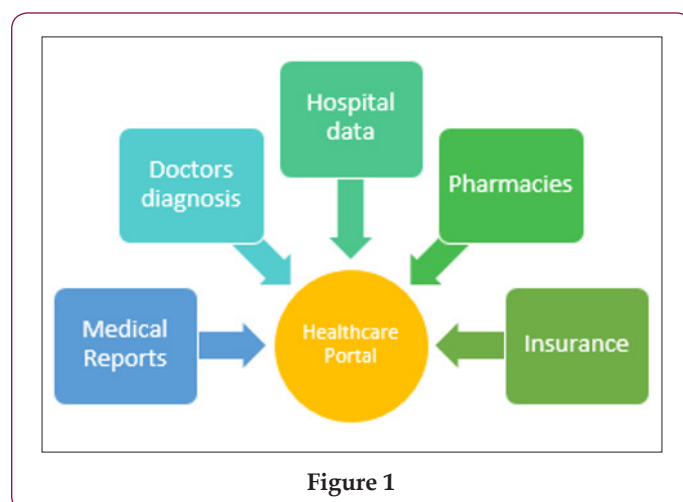 Hospital
data
Doctors
diagnosis
Pharmacies
Medical
Reports
Healthcare
Portal
Insurance
Figure 1